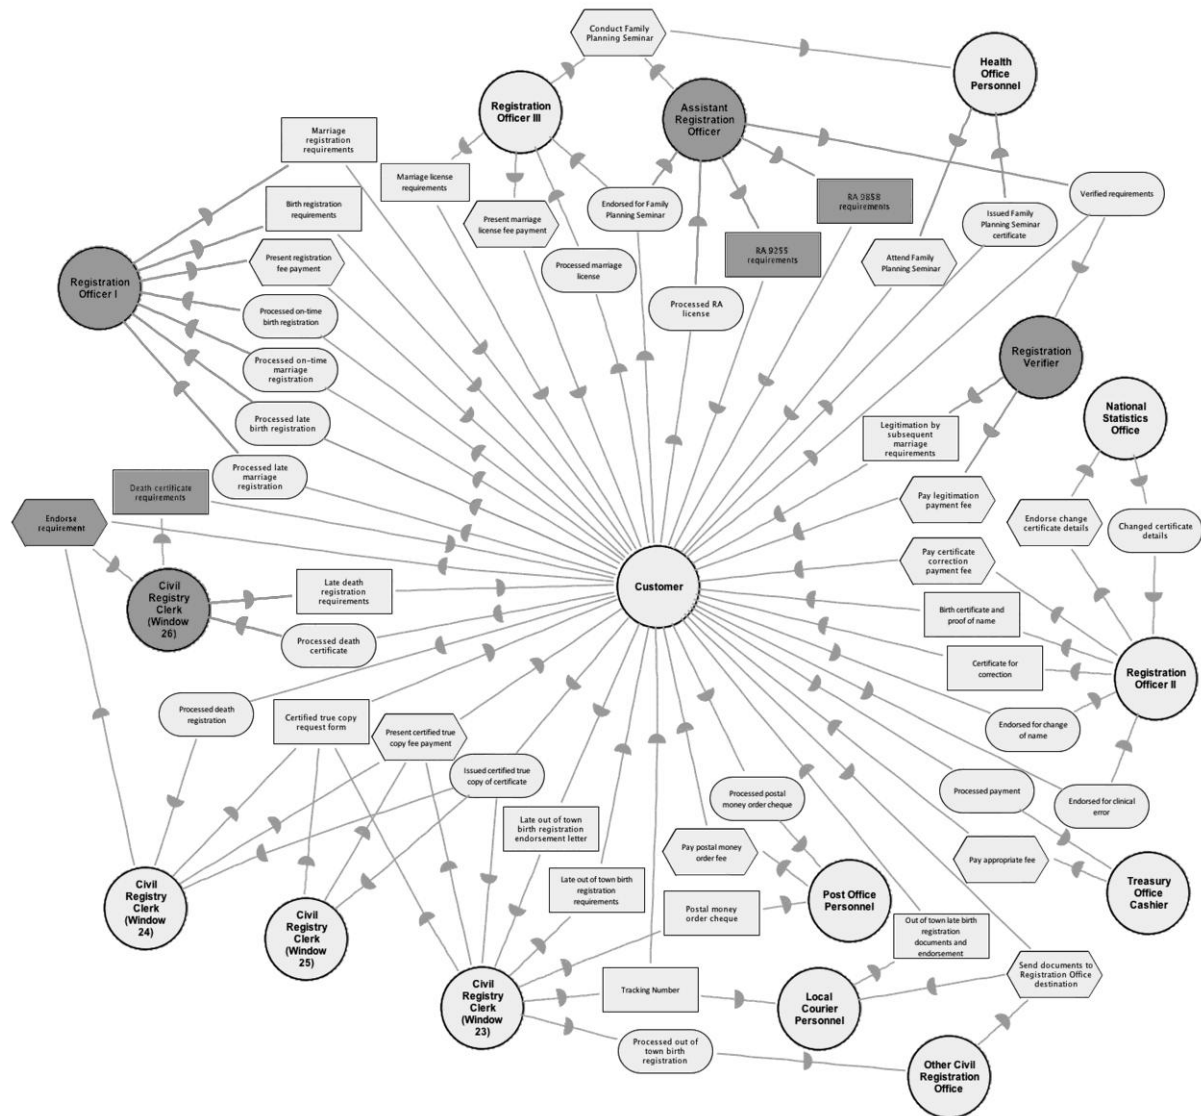 Conduct Family
Planning Seminar
Health
Office
Personnel
Registration
Officer III
Assistant
Registration
Officer
Marriage
registration
requirements
Marriage license
requirements
Birth registration
requirements
Present marriage
license fee payment
Endorsed for Family
Planning Seminar
RA 9858
requirements
Verified requirements
Issued Family
Planning Seminar
certificate
RA 9255
requirements
Attend Family
Planning Seminar
Present registration
fee payment
Processed marriage
license
Registration
Officer I
Processed on-time
birth registration
Processed RA
license
Registration
Verifier
Processed on-time
marriage
registration
National
Statistics
Office
Processed late
birth registration
Legitimation by
subsequent
marriage
requirements
Processed late
marriage
registration
Death certificate
requirements
Pay legitimation
payment fee
Endorse
requirement
Endorse change
certificate details
Changed certificate
details
Pay certificate
correction
payment fee
Customer
Late death
registration
requirements
Civil
Registry
Clerk
(Window
26)
Birth certificate and
proof of name
Processed death
certificate
Certificate for
correction
Registration
Officer II
Processed death
registration
Certified true copy
request form
Present certified true
copy fee payment
Endorsed for change
of name
Issued certified true
copy of certificate
Processed postal
money order cheque
Processed payment
Endorsed for clinical
error
Late out of town
birth registration
endorsement letter
Pay postal money
order fee
Pay appropriate fee
Late out of town birth
registration
requirements
Civil
Registry
Clerk
(Window
24)
Civil
Registry
Clerk
(Window
25)
Postal money
order cheque
Post Office
Personnel
Treasury
Office
Cashier
Out of town late birth
registration
documents and
endorsement
Send documents to
Registration Office
destination
Civil
Registry
Clerk
(Window
23)
Tracking Number
Local
Courier
Personnel
Processed out of
town birth
registration
Other Civil
Registration
Office